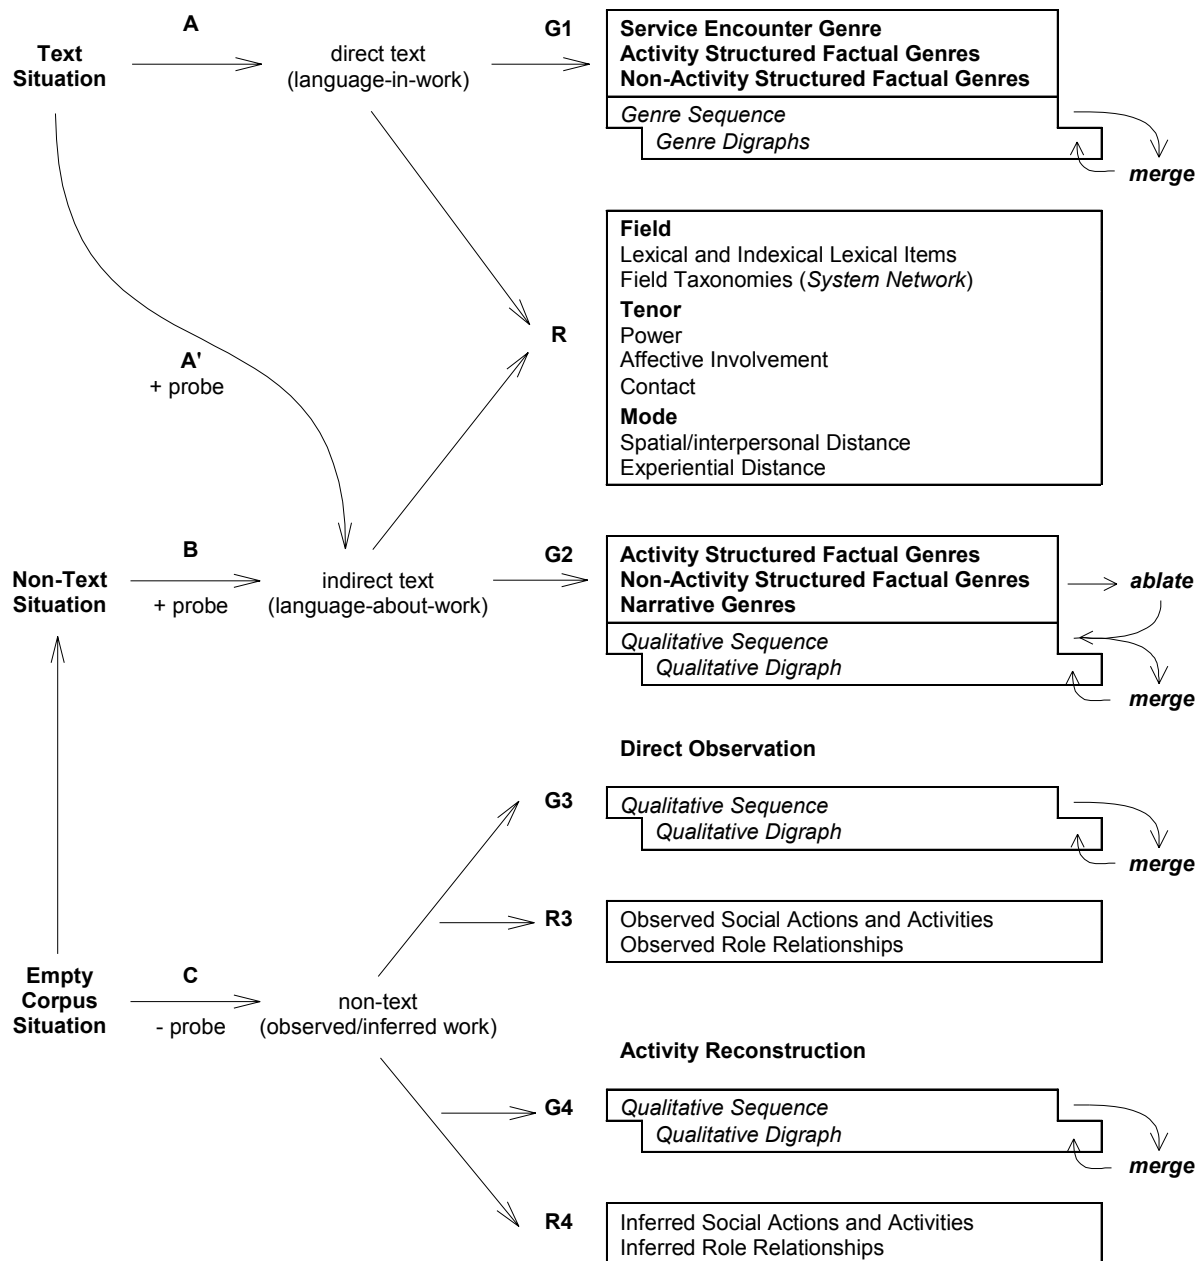 A
Text
Situation
direct text
(language-in-work)
G1
Service Encounter Genre
Activity Structured Factual Genres
Non-Activity Structured Factual Genres
Genre Sequence
Genre Digraphs
merge
A'
+ probe
R
Field
Lexical and Indexical Lexical Items
Field Taxonomies (System Network)
Tenor
Power
Affective Involvement
Contact
Mode
Spatial/interpersonal Distance
Experiential Distance
Non-Text
Situation
B
+ probe
indirect text
(language-about-work)
G2
Activity Structured Factual Genres
Non-Activity Structured Factual Genres
Narrative Genres
ablate
Qualitative Sequence
Qualitative Digraph
merge
Direct Observation
G3
Qualitative Sequence
Qualitative Digraph
merge
R3
Observed Social Actions and Activities
Observed Role Relationships
Empty
Corpus
Situation
C
- probe
non-text
(observed/inferred work)
Activity Reconstruction
G4
Qualitative Sequence
Qualitative Digraph
merge
R4
Inferred Social Actions and Activities
Inferred Role Relationships